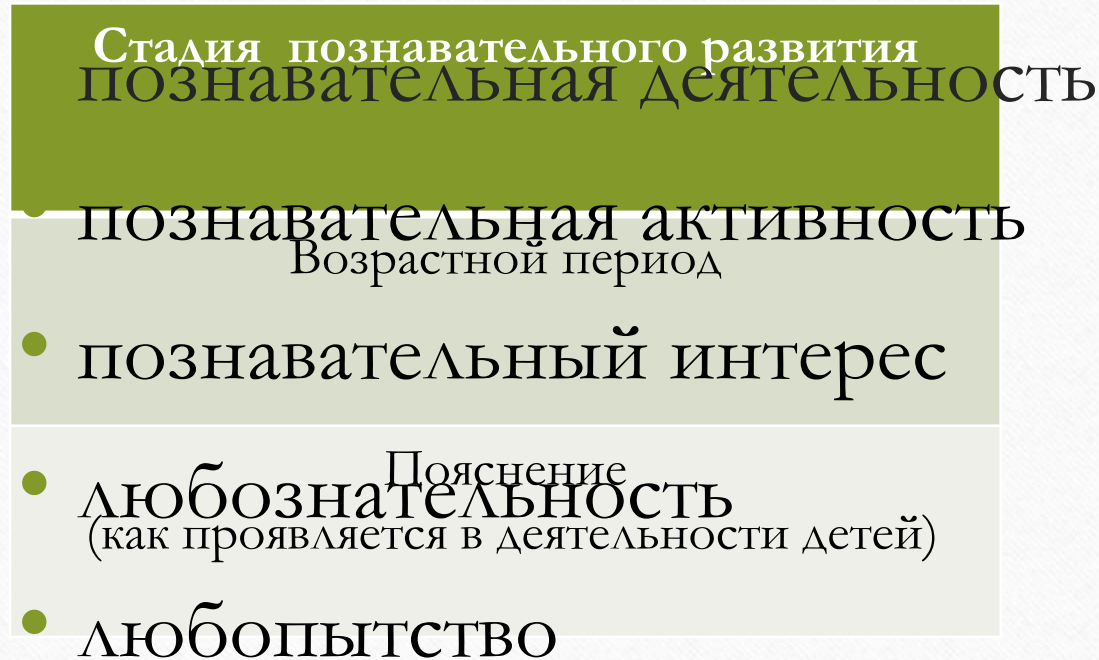 Стадия познавательного развития
познавательная деятельность
• познавательная активность
Возрастной период
• познавательный интерес
Пояснение
• любознательность
(как проявляется в деятельности детей)
• любопытство